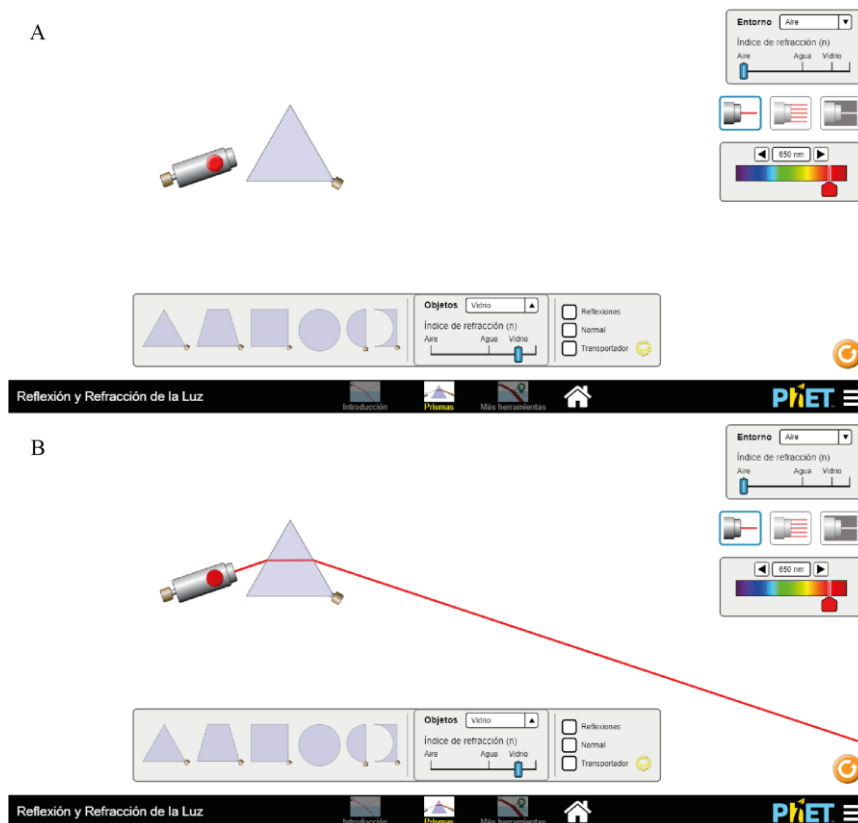 A
Entorno Aire
Índice de refracción (n)
Aire Agua Vidrio
650 nm
Objetos Vidrio
Índice de refracción (n)
Aire Agua Vidrio
Reflexiones
Normal
Transportador
Reflexión y Refracción de la Luz
Introducción Prismas Más herramientas
PhET
B
Entorno Aire
Índice de refracción (n)
Aire Agua Vidrio
650 nm
Objetos Vidrio
Índice de refracción (n)
Aire Agua Vidrio
Reflexiones
Normal
Transportador
Reflexión y Refracción de la Luz
Introducción Prismas Más herramientas
PhET